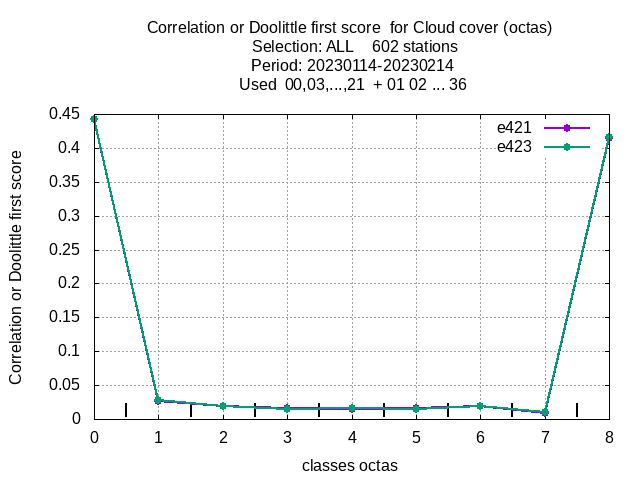 Correlation or Doolittle first score  for Cloud cover (octas)
Selection: ALL    602 stations
Period: 20230114-20230214
Used  00,03,...,21  + 01 02 ... 36
e421
e423
Correlation or Doolittle first score
0.45
0.4
0.35
0.3
0.25
0.2
0.15
0.1
0.05
0
0 1 2 3 4 5 6 7 8
classes octas